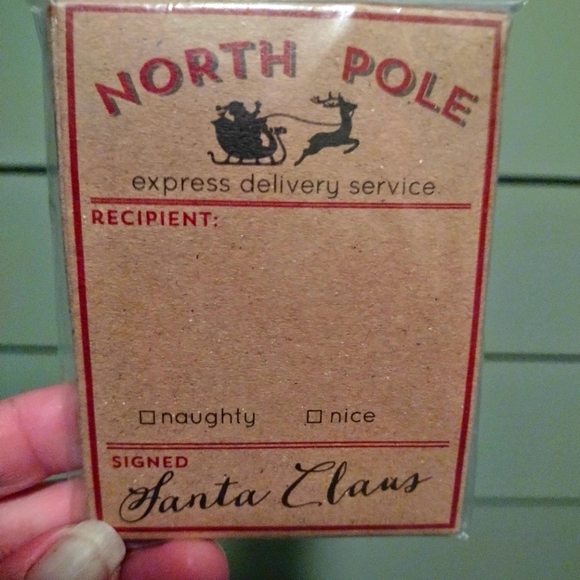 NORTH POLE
express delivery service
RECIPIENT:
☐ naughty ☐ nice
SIGNED
Santa Claus